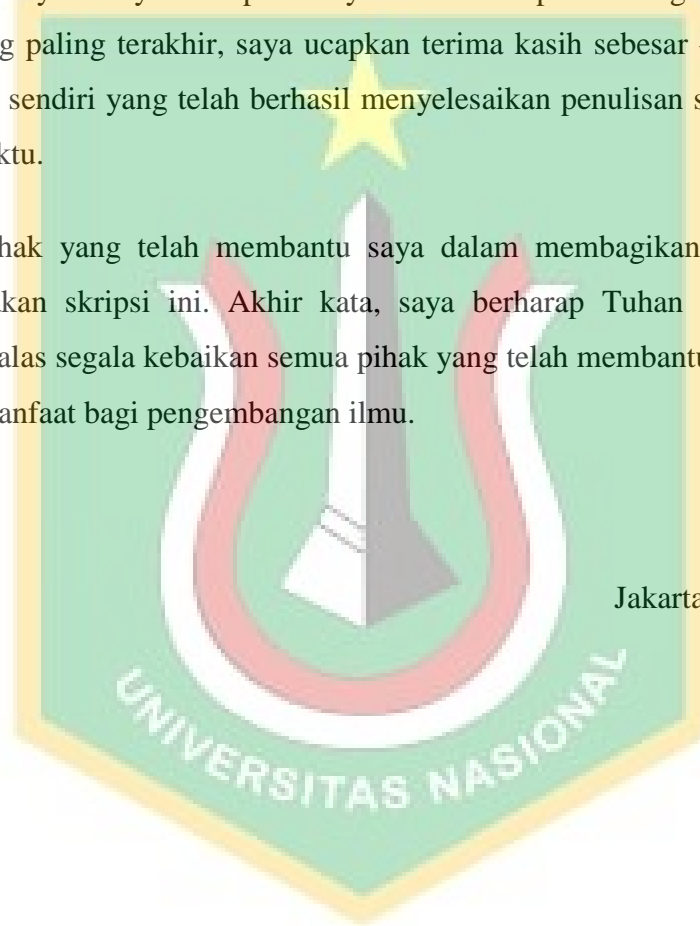 g paling terakhir, saya ucapkan terima kasih sebesar
sendiri yang telah berhasil menyelesaikan penulisan s
ktu.
hak yang telah membantu saya dalam membagikan
akan skripsi ini. Akhir kata, saya berharap Tuhan
alas segala kebaikan semua pihak yang telah membantu
anfaat bagi pengembangan ilmu.
Jakarta
UNIVERSITAS NASIONAL